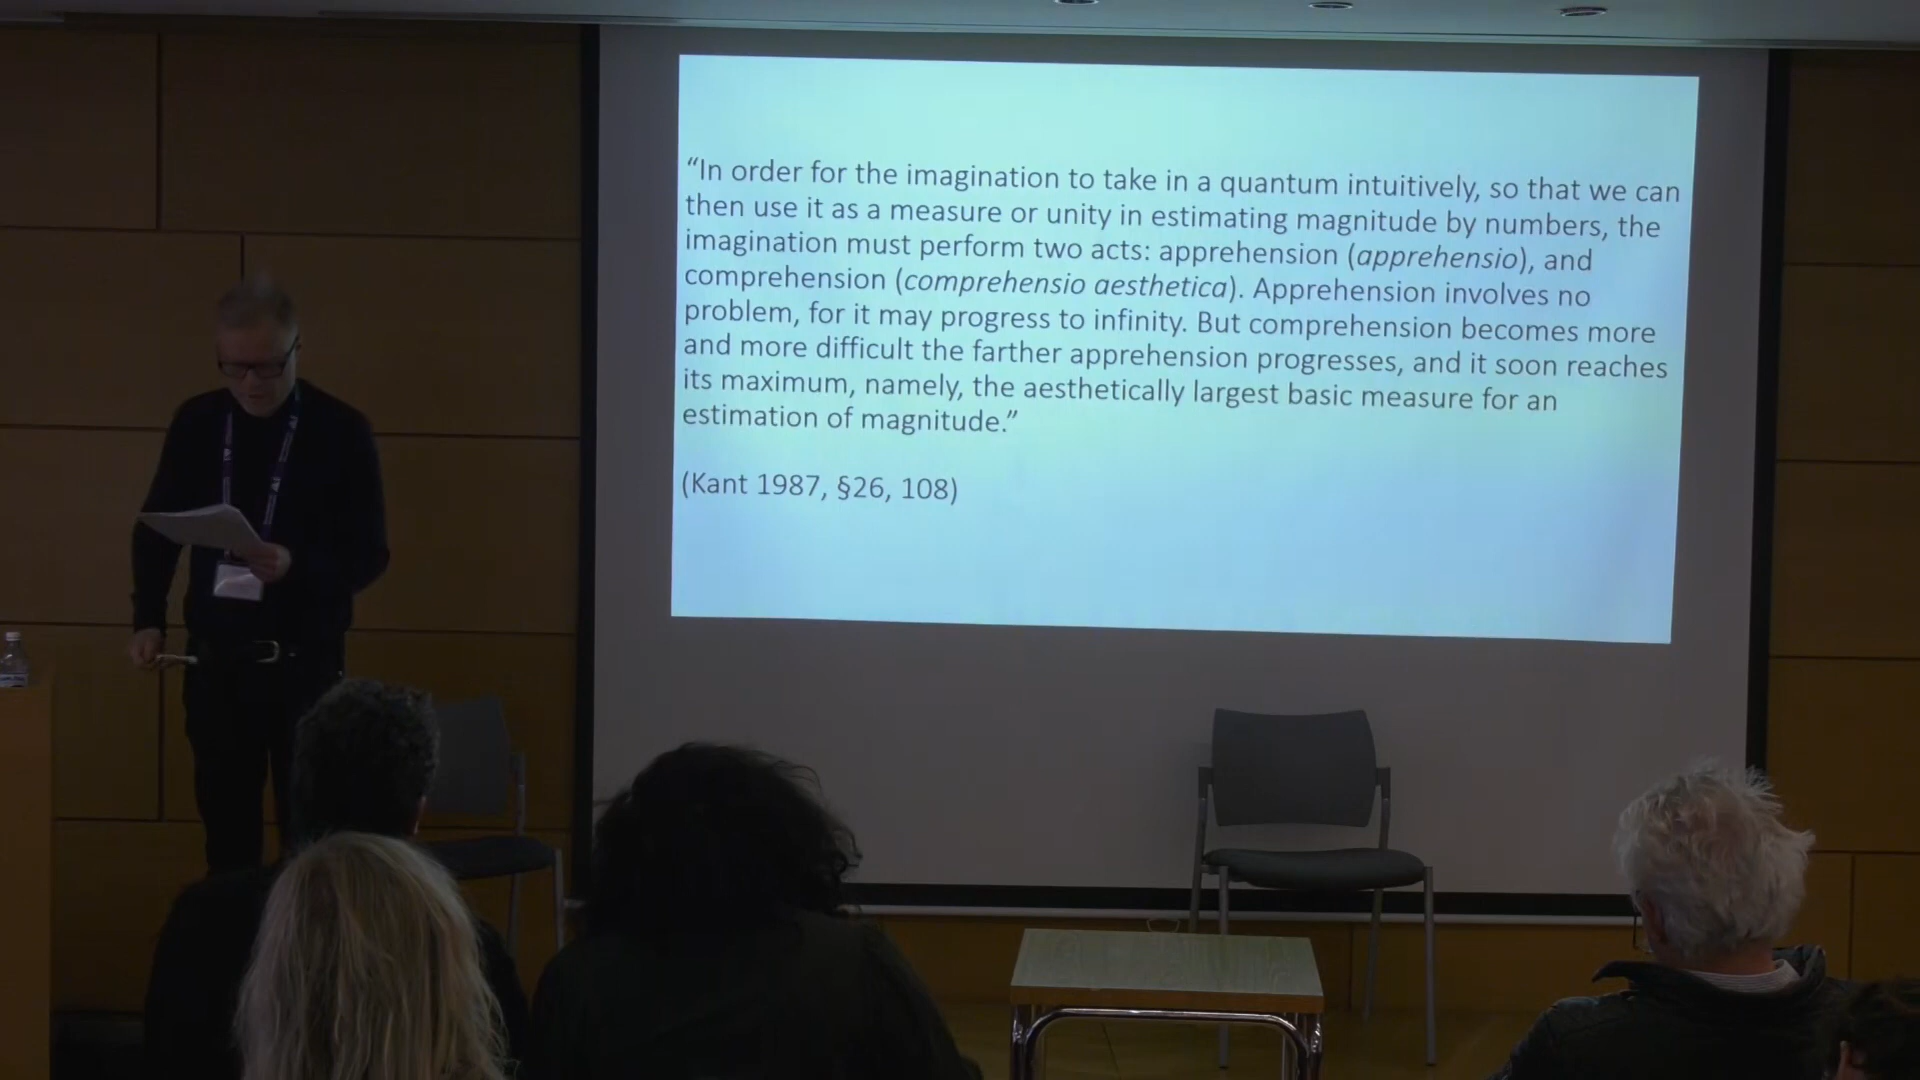 “In order for the imagination to take in a quantum intuitively, so that we can
then use it as a measure or unity in estimating magnitude by numbers, the
imagination must perform two acts: apprehension (apprehensio), and
comprehension (comprehensio aesthetica). Apprehension involves no
problem, for it may progress to infinity. But comprehension becomes more
and more difficult the farther apprehension progresses, and it soon reaches
its maximum, namely, the aesthetically largest basic measure for an
estimation of magnitude.”
(Kant 1987, §26, 108)